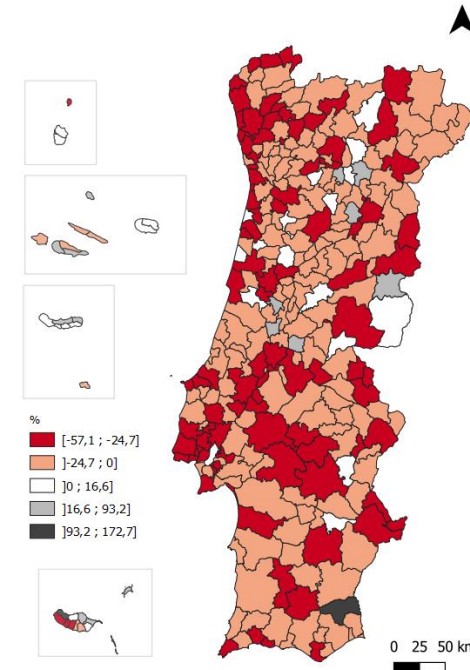 %
[-57,1 ; -24,7]
]-24,7 ; 0]
]0 ; 16,6]
]16,6 ; 93,2]
]93,2 ; 172,7]
0 25 50 km